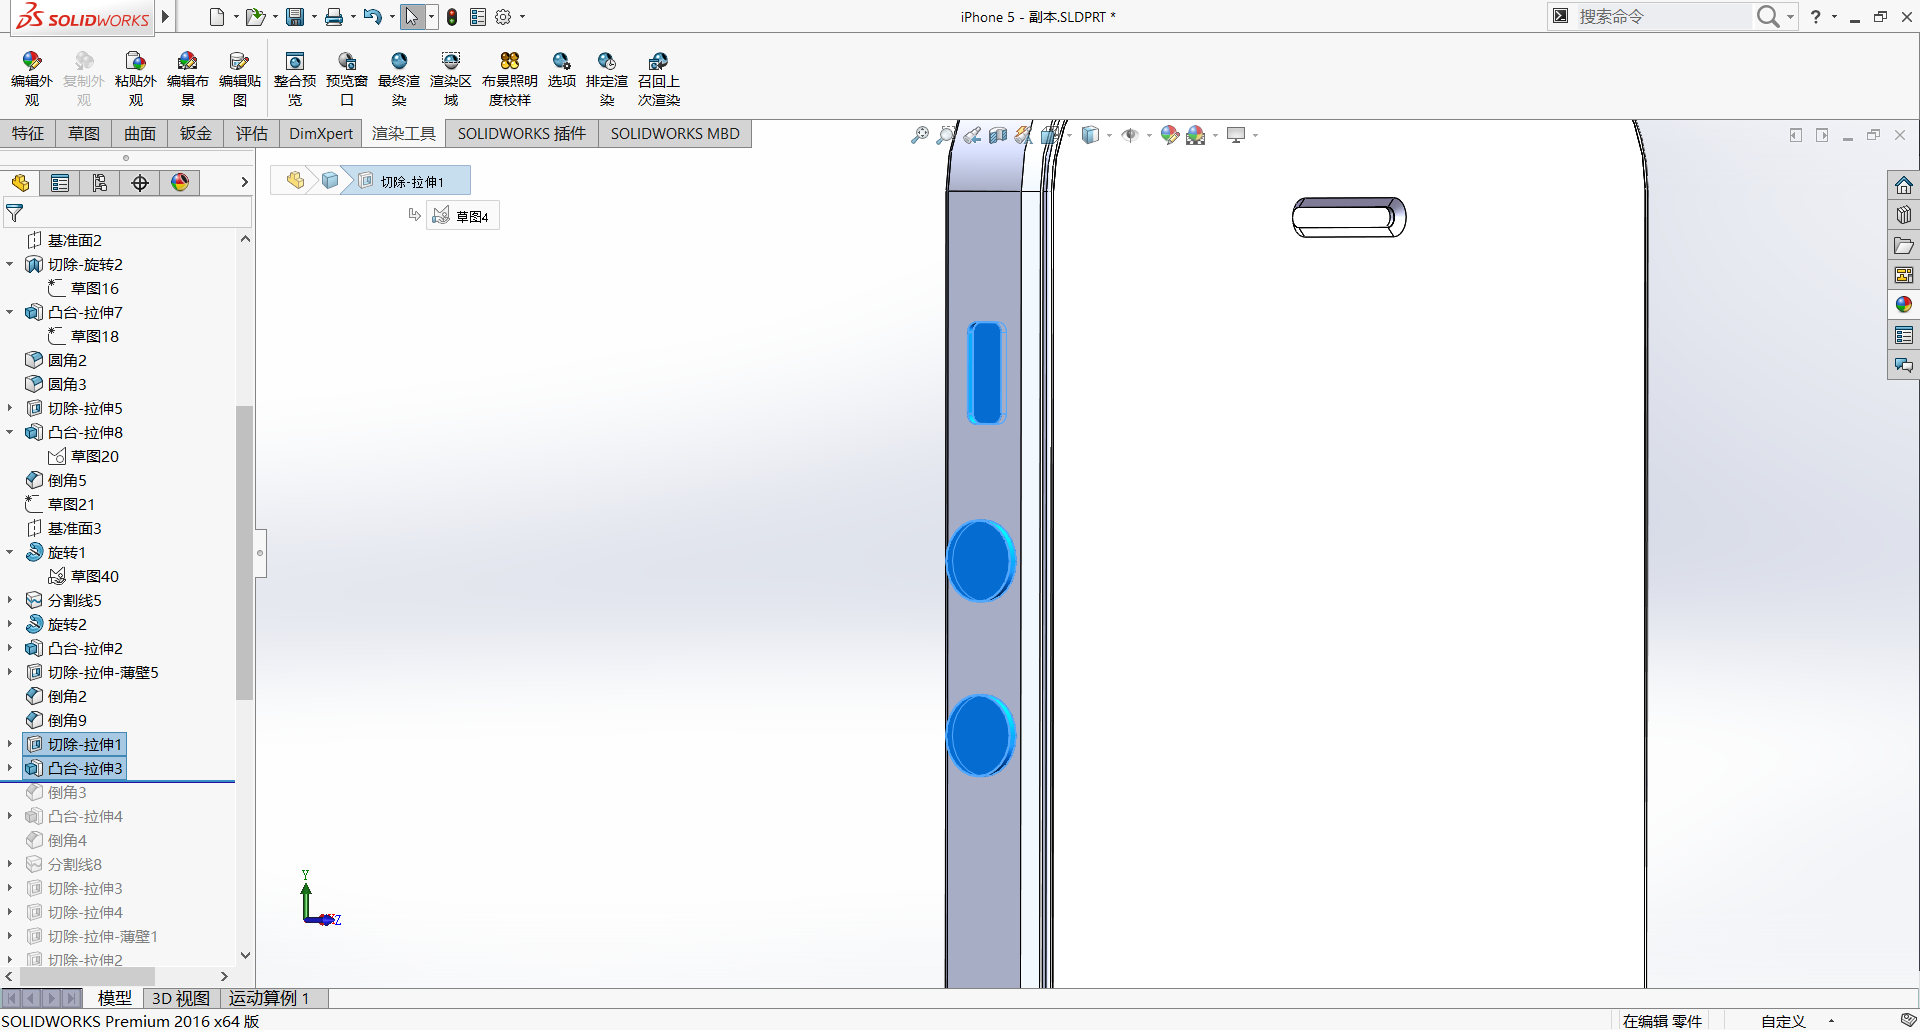 SOLIDWORKS
iPhone 5 - 副本.SLDPRT *
搜索命令
?
编辑外观
复制外观
粘贴外观
编辑布景
编辑贴图
整合预览
预览窗口
最终渲染
渲染区域
布景照明度校样
选项
排定渲染
召回上次渲染
特征
草图
曲面
钣金
评估
DimXpert
渲染工具
SOLIDWORKS 插件
SOLIDWORKS MBD
切除-拉伸1
草图4
基准面2
切除-旋转2
草图16
凸台-拉伸7
草图18
圆角2
圆角3
切除-拉伸5
凸台-拉伸8
草图20
倒角5
草图21
基准面3
旋转1
草图40
分割线5
旋转2
凸台-拉伸2
切除-拉伸-薄壁5
倒角2
倒角9
切除-拉伸1
凸台-拉伸3
倒角3
凸台-拉伸4
倒角4
分割线8
切除-拉伸3
切除-拉伸4
切除-拉伸-薄壁1
切除-拉伸2
Y
Z
模型
3D 视图
运动算例 1
SOLIDWORKS Premium 2016 x64 版
在编辑 零件
自定义